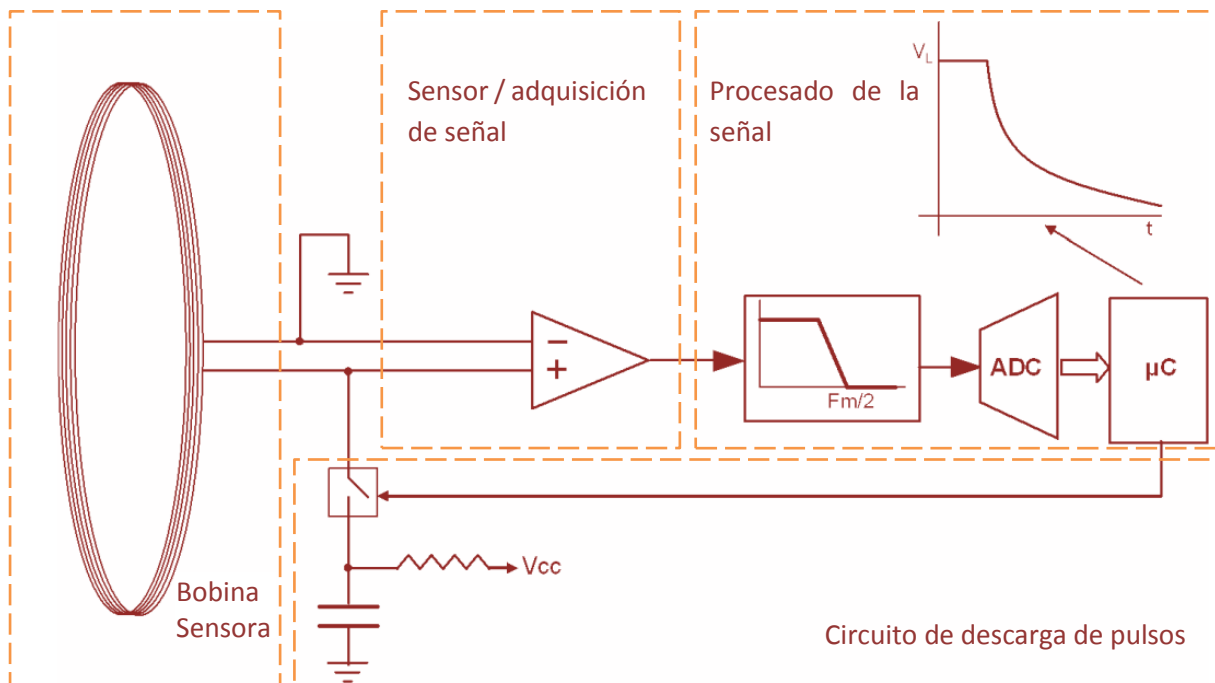 Sensor / adquisición
de señal
Procesado de la
señal
V_L
t
−
+
Fm/2
ADC
µC
Vcc
Bobina
Sensora
Circuito de descarga de pulsos